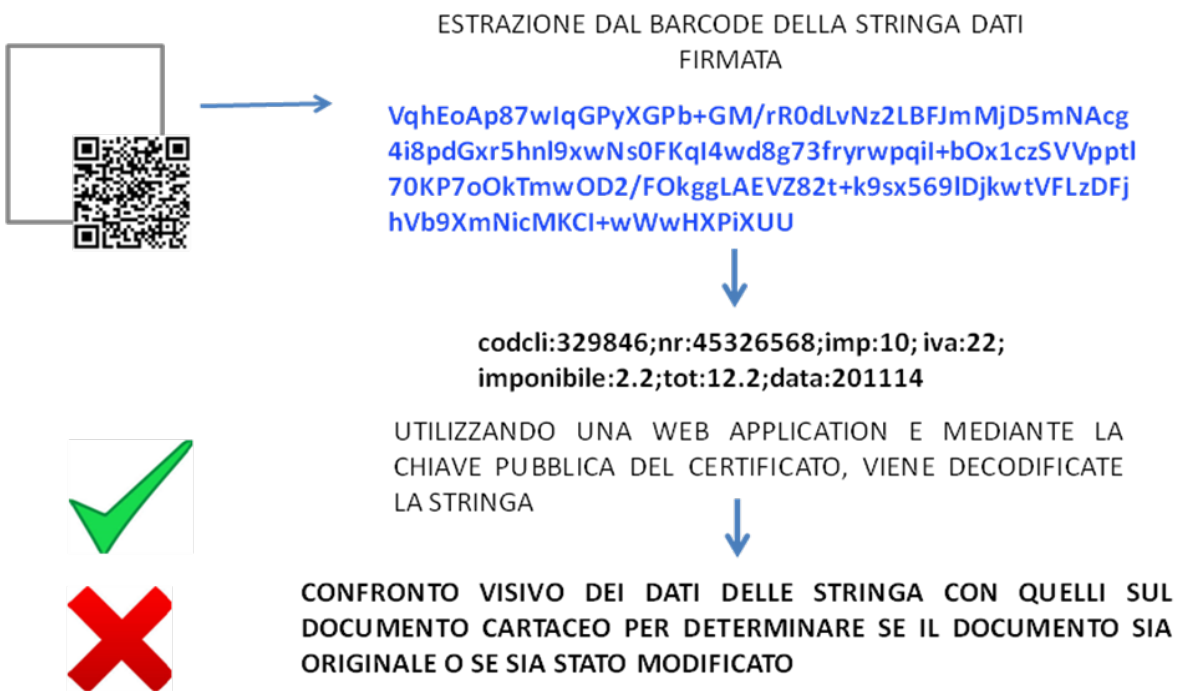 ESTRAZIONE DAL BARCODE DELLA STRINGA DATI
FIRMATA
VqhEoAp87wIqGPyXGPb+GM/rR0dLvNz2LBFJmMjD5mNAcg
4i8pdGxr5hnl9xwNs0FKqI4wd8g73fryrwpqiI+bOx1czSVVpptl
70KP7oOkTmwOD2/FOkggLAEVZ82t+k9sx569lDjkwtVFLzDFj
hVb9XmNicMKCI+wWwHXPiXUU
codcli:329846;nr:45326568;imp:10; iva:22;
imponibile:2.2;tot:12.2;data:201114
UTILIZZANDO UNA WEB APPLICATION E MEDIANTE LA
CHIAVE PUBBLICA DEL CERTIFICATO, VIENE DECODIFICATE
LA STRINGA
CONFRONTO VISIVO DEI DATI DELLE STRINGA CON QUELLI SUL
DOCUMENTO CARTACEO PER DETERMINARE SE IL DOCUMENTO SIA
ORIGINALE O SE SIA STATO MODIFICATO